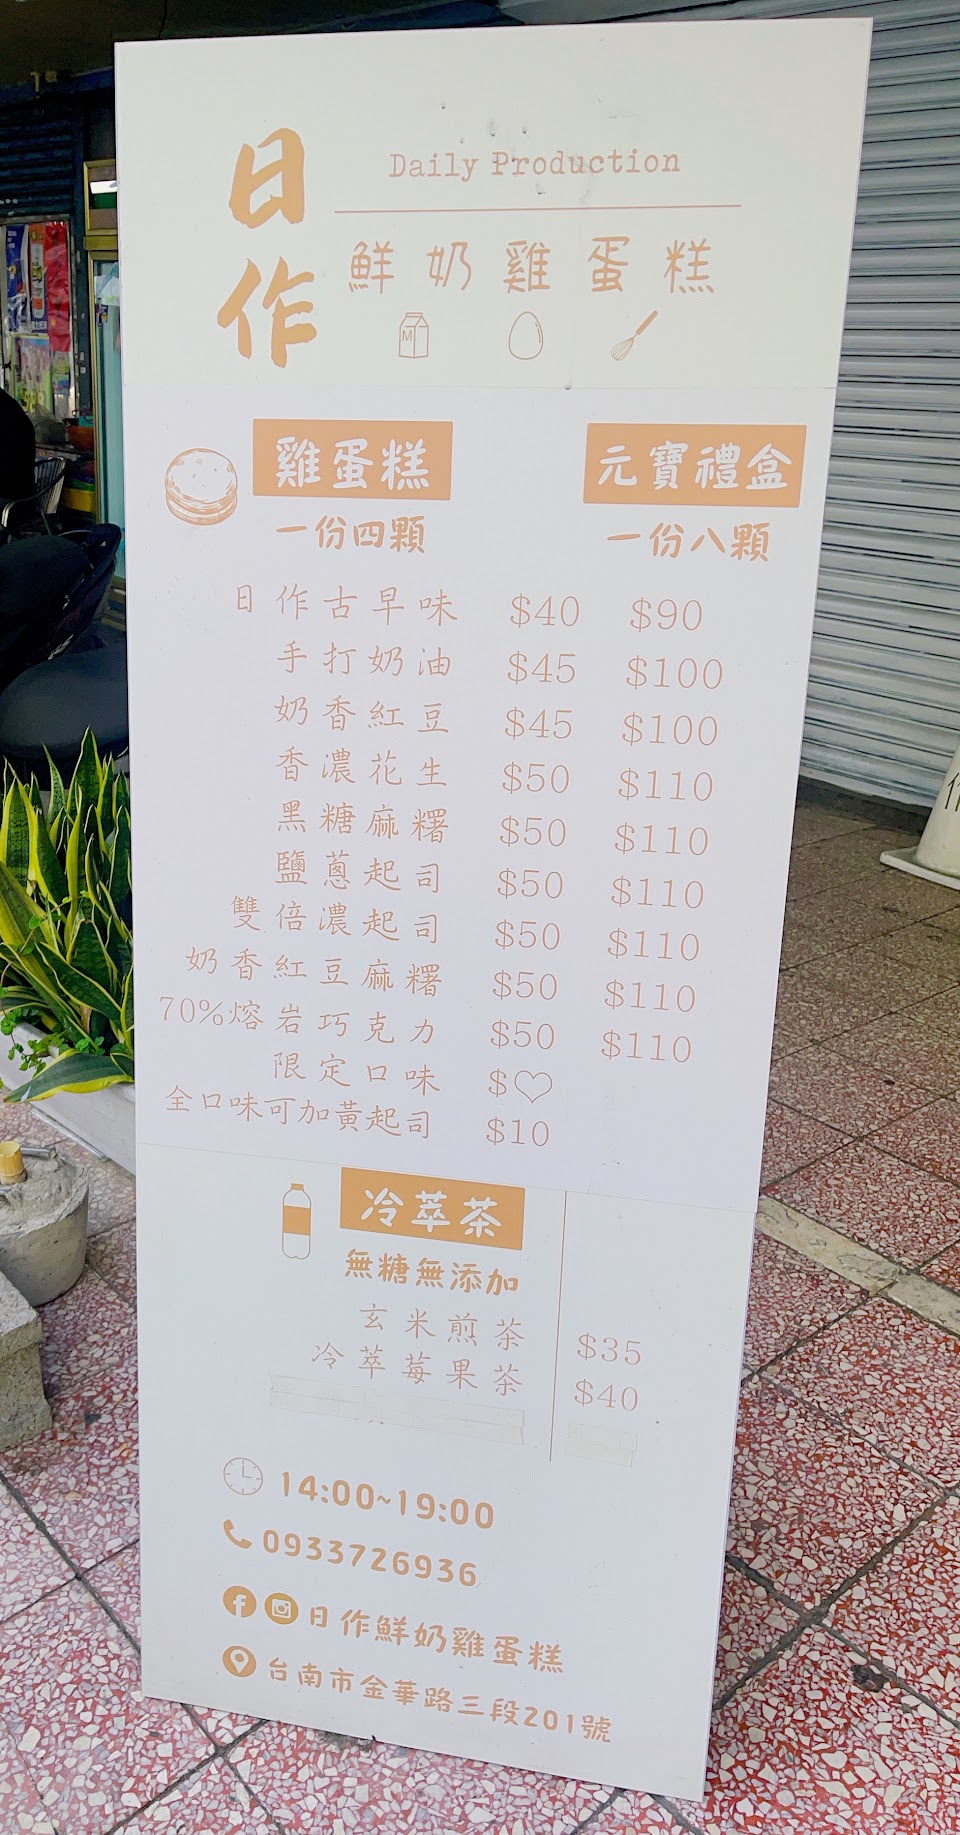 日作
Daily Production
鮮奶雞蛋糕
M
雞蛋糕 元寶禮盒
一份四顆 一份八顆
日作古早味 $40 $90
手打奶油 $45 $100
奶香紅豆 $45 $100
香濃花生 $50 $110
黑糖麻糬 $50 $110
鹽蔥起司 $50 $110
雙倍濃起司 $50 $110
奶香紅豆麻糬 $50 $110
70%熔岩巧克力 $50 $110
限定口味 $♡
全口味可加黃起司 $10
冷萃茶
無糖無添加
玄米煎茶 $35
冷萃莓果茶 $40
14:00~19:00
0933726936
日作鮮奶雞蛋糕
台南市金華路三段201號